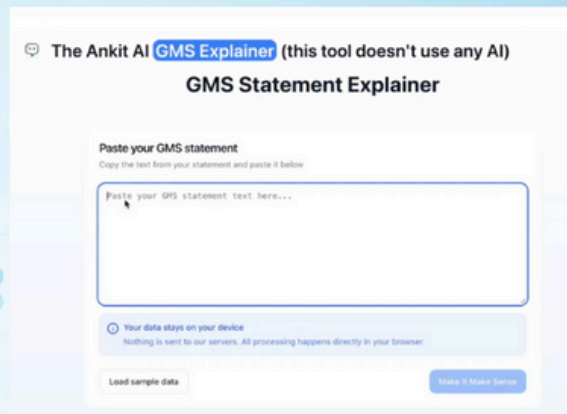 The Ankit AI GMS Explainer (this tool doesn't use any AI)
GMS Statement Explainer
Paste your GMS statement
Copy the text from your statement and paste it below
Paste your GMS statement text here...
Your data stays on your device
Nothing is sent to our servers. All processing happens directly in your browser.
Load sample data
Make It Make Sense